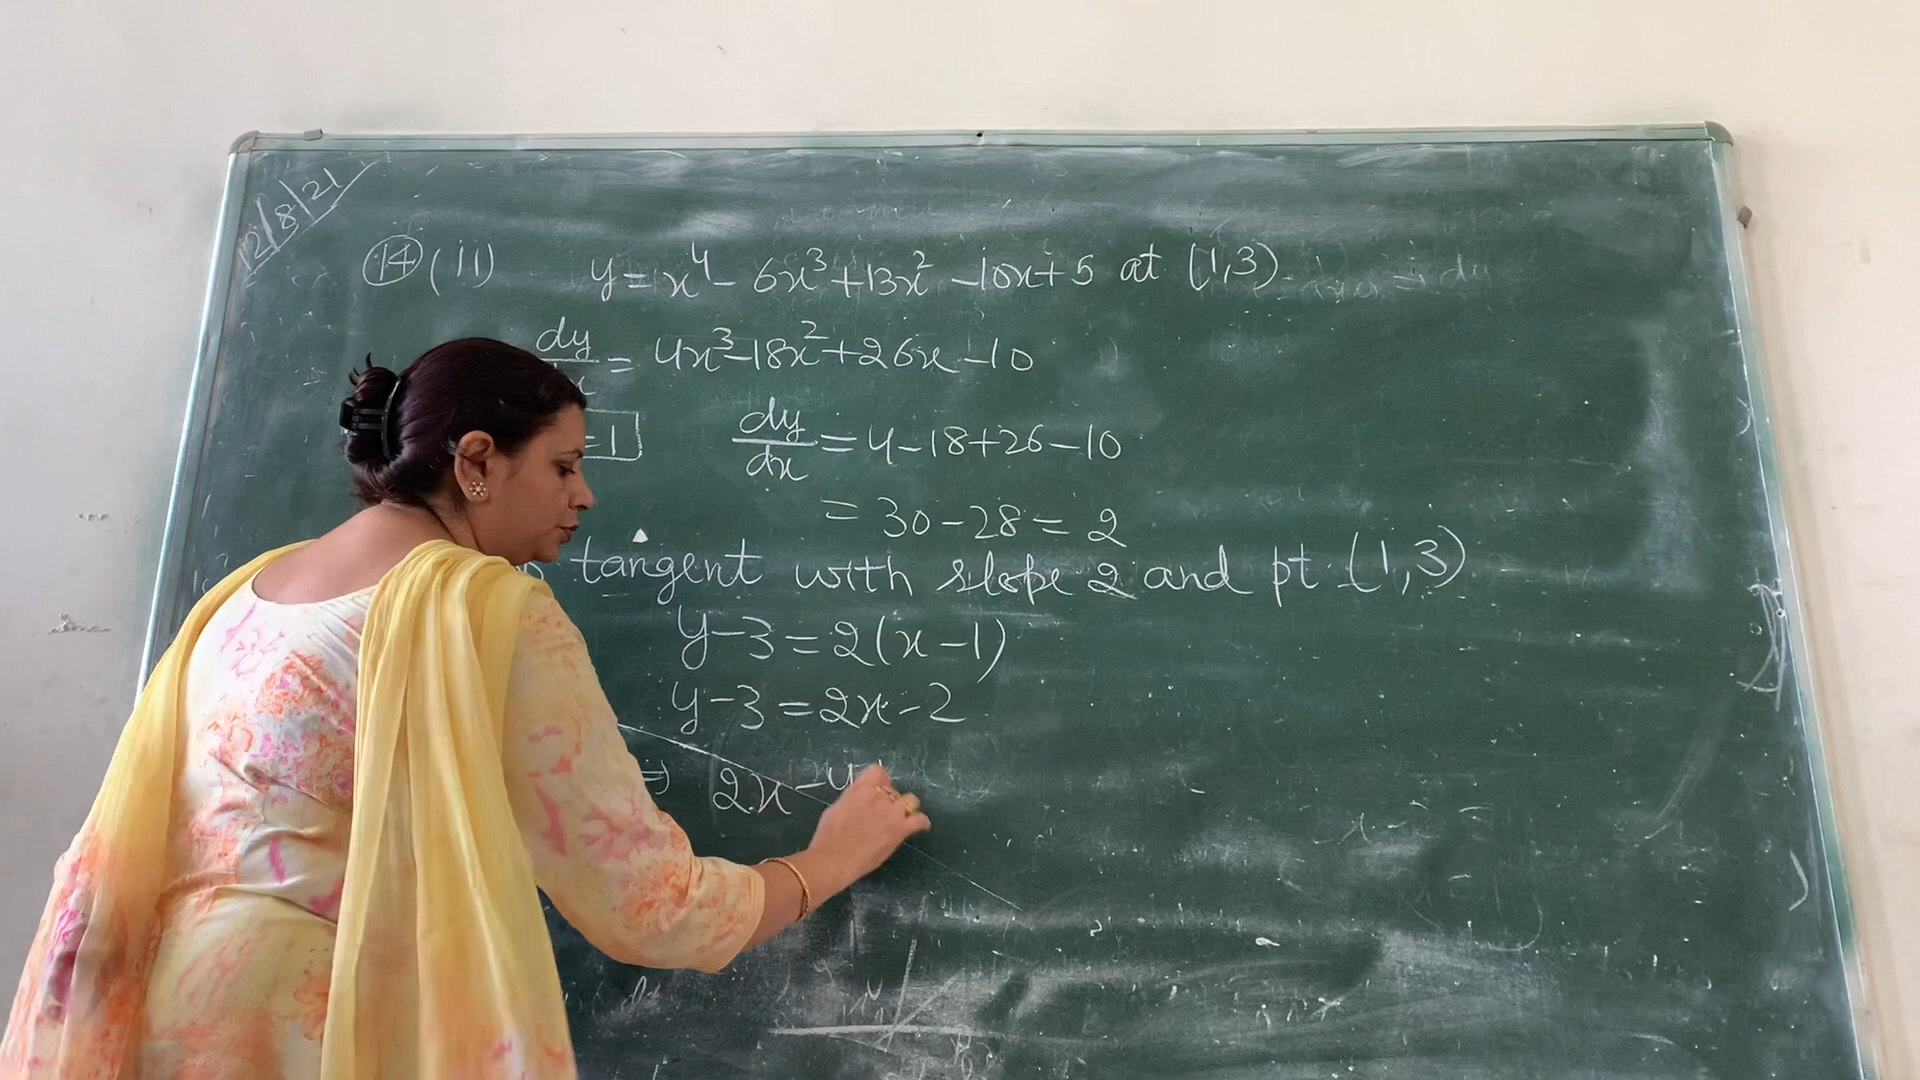 12/8/21
14 (ii) y = x⁴ - 6x³ + 13x² - 10x + 5 at (1,3)
dy = 4x³ - 18x² + 26x - 10
=1 dy/dx = 4 - 18 + 26 - 10
= 30 - 28 = 2
tangent with slope 2 and pt. (1,3)
y - 3 = 2(x - 1)
y - 3 = 2x - 2
⇒ 2x - y +